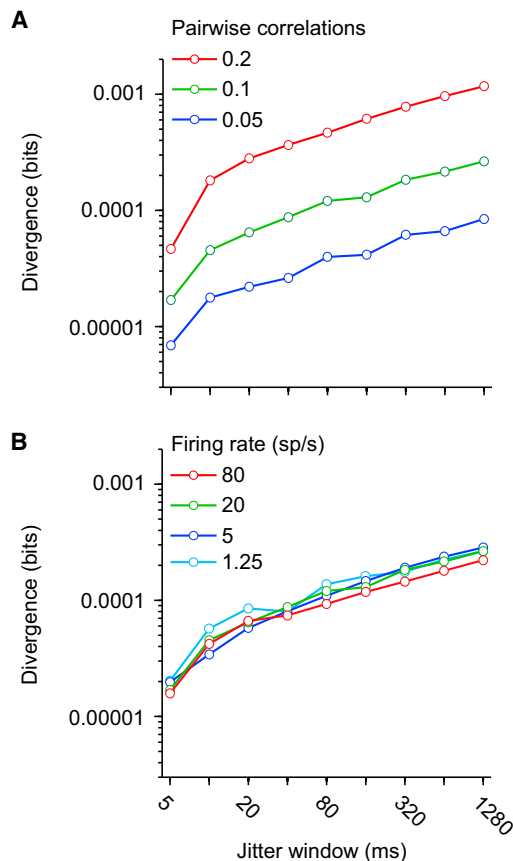 A
Pairwise correlations
0.2
0.1
0.05
Divergence (bits)
0.001
0.0001
0.00001
B
Firing rate (sp/s)
80
20
5
1.25
Divergence (bits)
0.001
0.0001
0.00001
5
20
80
320
1280
Jitter window (ms)